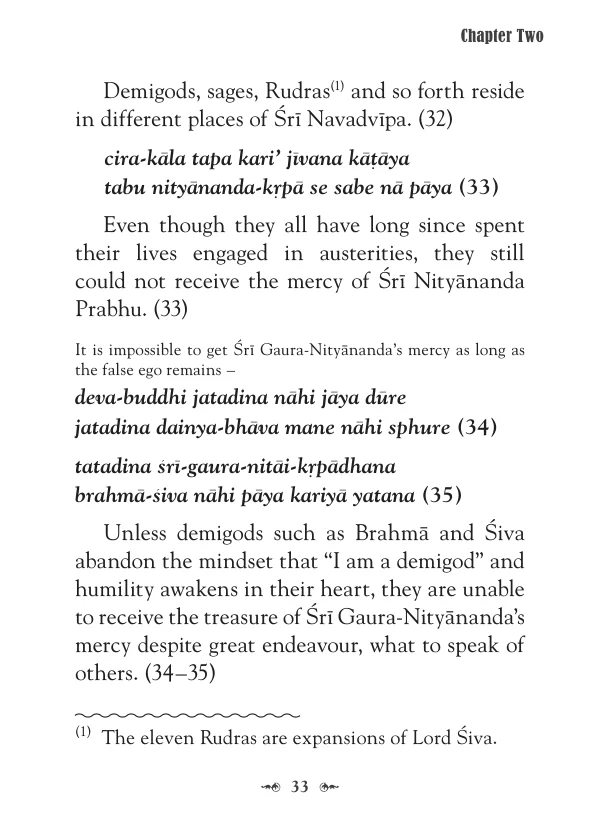 Chapter Two
Demigods, sages, Rudras(1) and so forth reside
in different places of Śrī Navadvīpa. (32)
cira-kāla tapa kari’ jīvana kāṭāya
tabu nityānanda-kṛpā se sabe nā pāya (33)
Even though they all have long since spent
their lives engaged in austerities, they still
could not receive the mercy of Śrī Nityānanda
Prabhu. (33)
It is impossible to get Śrī Gaura-Nityānanda’s mercy as long as
the false ego remains –
deva-buddhi jatadina nāhi jāya dūre
jatadina dainya-bhāva mane nāhi sphure (34)
tatadina śrī-gaura-nitāi-kṛpādhana
brahmā-śiva nāhi pāya kariyā yatana (35)
Unless demigods such as Brahmā and Śiva
abandon the mindset that “I am a demigod” and
humility awakens in their heart, they are unable
to receive the treasure of Śrī Gaura-Nityānanda’s
mercy despite great endeavour, what to speak of
others. (34–35)
(1) The eleven Rudras are expansions of Lord Śiva.
33